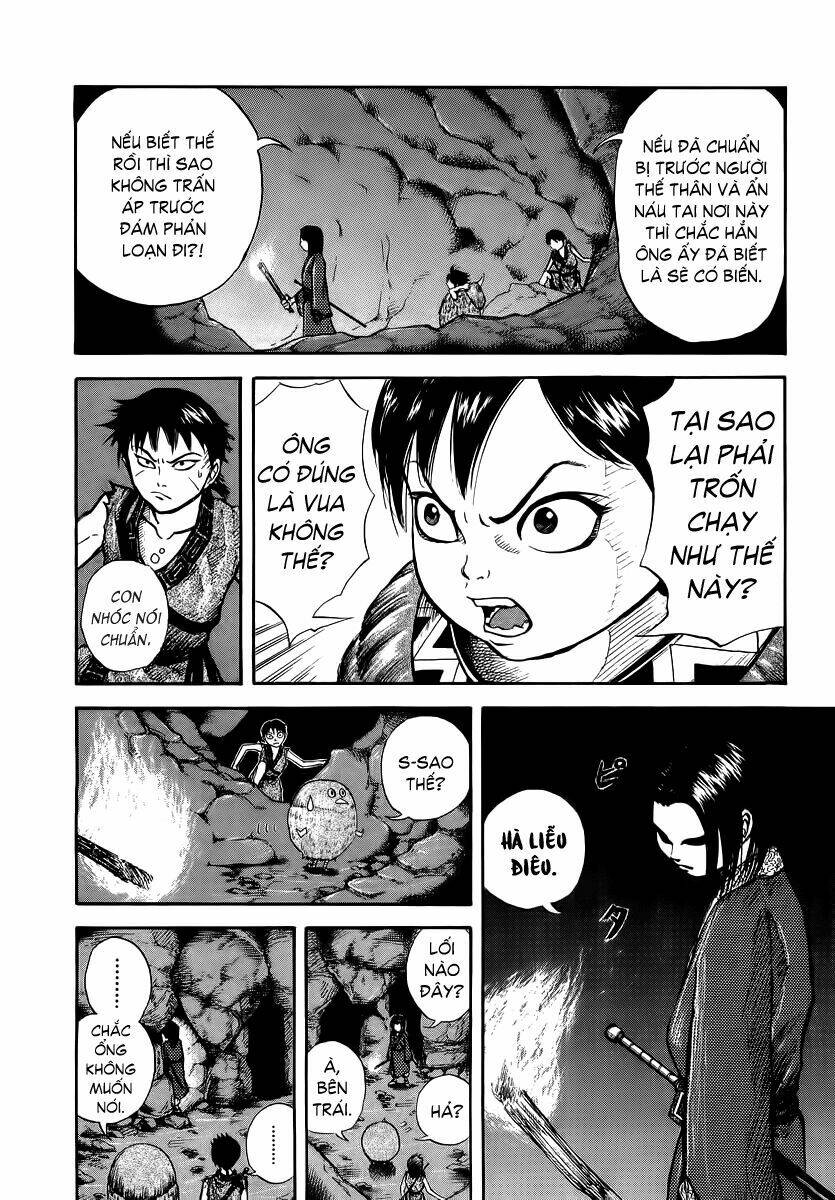 NẾU ĐÃ CHUẨN
BỊ TRƯỚC NGƯỜI
THẾ THÂN VÀ ẨN
NÁU TẠI NƠI NÀY
THÌ CHẮC HẲN
ÔNG ẤY ĐÃ BIẾT
LÀ SẼ CÓ BIẾN.
NẾU BIẾT THẾ
RỒI THÌ SAO
KHÔNG TRẤN
ÁP TRƯỚC
ĐÁM PHẢN
LOẠN ĐI?!
TẠI SAO
LẠI PHẢI
TRỐN
CHẠY
NHƯ THẾ
NÀY?
ÔNG
CÓ ĐÚNG
LÀ VUA
KHÔNG
THẾ?
CON
NHÓC NÓI
CHUẨN.
ピ
タ
HÀ LIỄU
ĐIÊU.
S-SAO
THẾ?
LỐI
NÀO
ĐÂY?
HẢ?
À,
BÊN
TRÁI.
........
CHẮC
ỔNG
KHÔNG
MUỐN
NÓI.
........